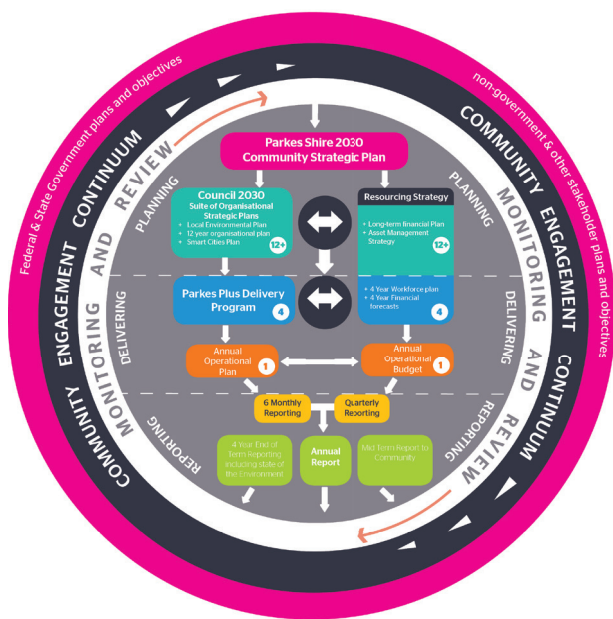 Federal & State Government plans and objectives
non-government & other stakeholder plans and objectives
COMMUNITY ENGAGEMENT CONTINUUM
COMMUNITY ENGAGEMENT CONTINUUM
MONITORING AND REVIEW
MONITORING AND REVIEW
PLANNING
PLANNING
Parkes Shire 2030
Community Strategic Plan
Council 2030
Suite of Organisational
Strategic Plans
+ Local Environmental Plan
+ 12 year organisational plan
+ Smart Cities Plan
12+
Resourcing Strategy
+ Long-term financial Plan
+ Asset Management
Strategy
12+
DELIVERING
DELIVERING
Parkes Plus Delivery
Program
4
+ 4 Year Workforce plan
+ 4 Year Financial
forecasts
4
Annual
Operational
Plan
1
Annual
Operational
Budget
1
REPORTING
REPORTING
6 Monthly
Reporting
Quarterly
Reporting
4 Year End of
Term Reporting
including state of
the Environment
Annual
Report
Mid Term Report to
Community